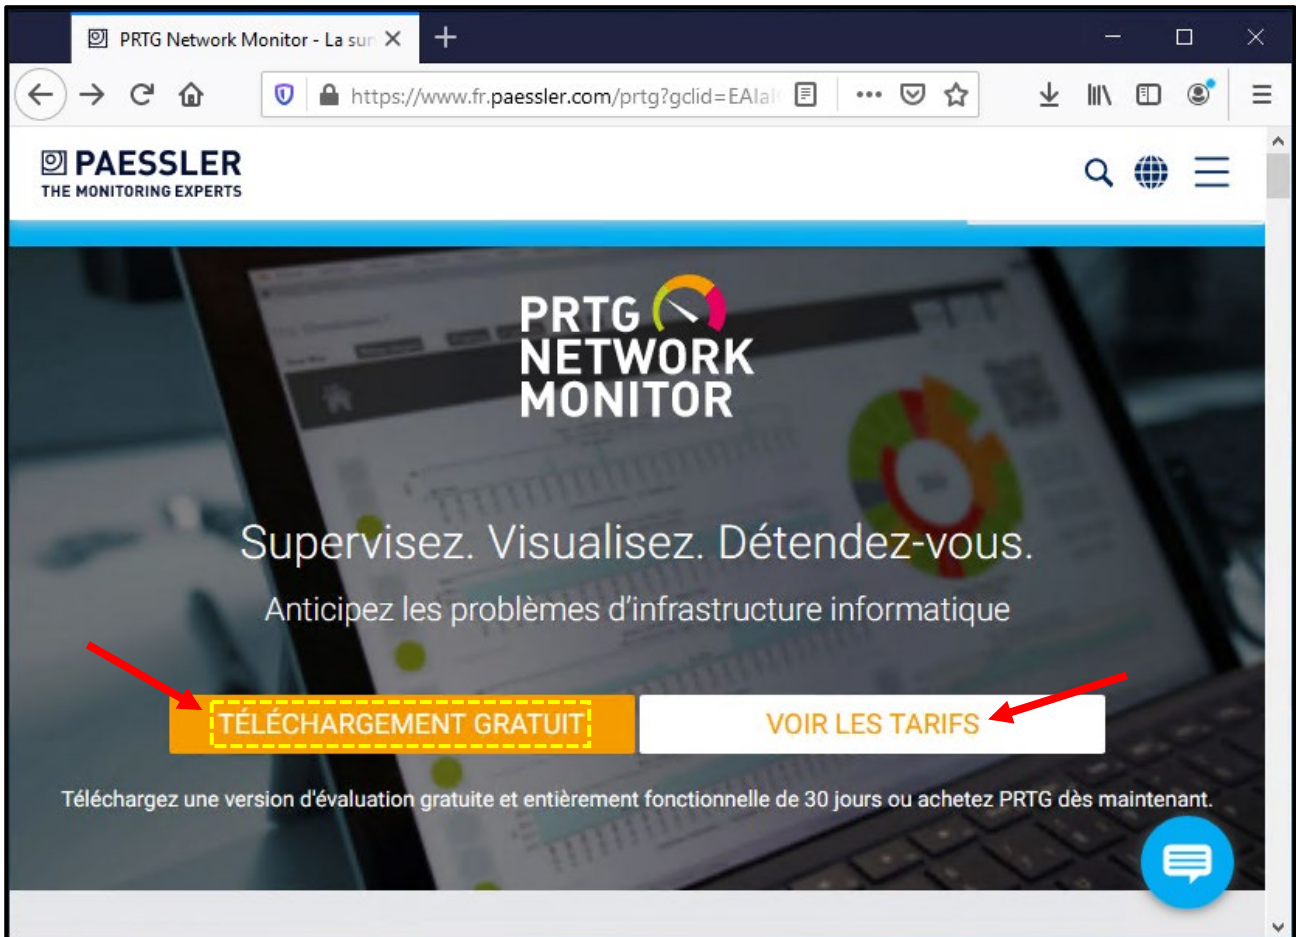 PRTG Network Monitor - La sur
https://www.fr.paessler.com/prtg?gclid=EAIaI
PAESSLER
THE MONITORING EXPERTS
PRTG
NETWORK
MONITOR
Supervisez. Visualisez. Détendez-vous.
Anticipez les problèmes d'infrastructure informatique
TÉLÉCHARGEMENT GRATUIT
VOIR LES TARIFS
Téléchargez une version d'évaluation gratuite et entièrement fonctionnelle de 30 jours ou achetez PRTG dès maintenant.